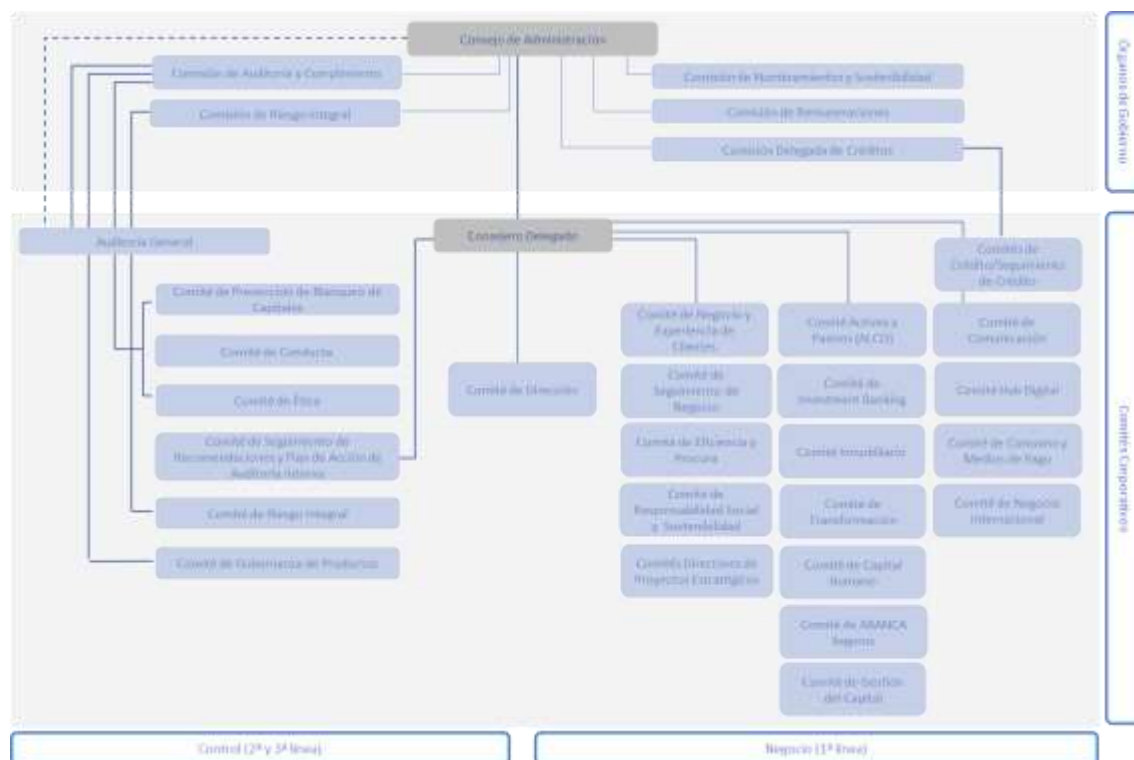 Consejo de Administración
Comisión de Auditoría y Cumplimiento
Comisión de Nombramientos y Sostenibilidad
Comisión de Riesgo Integral
Comisión de Remuneraciones
Comisión Delegada de Créditos
Órganos de Gobierno
Auditoría General
Consejero Delegado
Comités de
Crédito/Seguimiento
de Crédito
Comité de Prevención de Blanqueo de
Capitales
Comité de Conducta
Comité de Ética
Comité de Seguimiento de
Recomendaciones y Plan de Acción de
Auditoría Interna
Comité de Riesgo Integral
Comité de Gobernanza de Productos
Comité de Dirección
Comité de Negocio y
Experiencia de
Clientes
Comité de
Seguimiento de
Negocio
Comité de Eficiencia y
Procura
Comité de
Responsabilidad Social
y Sostenibilidad
Comités Directores de
Proyectos Estratégicos
Comité Activos y
Pasivos (ALCO)
Comité de
Investment Banking
Comité Inmobiliario
Comité de
Transformación
Comité de Capital
Humano
Comité de ABANCA
Seguros
Comité de Gestión
del Capital
Comité de
Comunicación
Comité Hub Digital
Comité de Consumo y
Medios de Pago
Comité de Negocio
Internacional
Comités Corporativos
Control (2ª y 3ª línea)
Negocio (1ª línea)